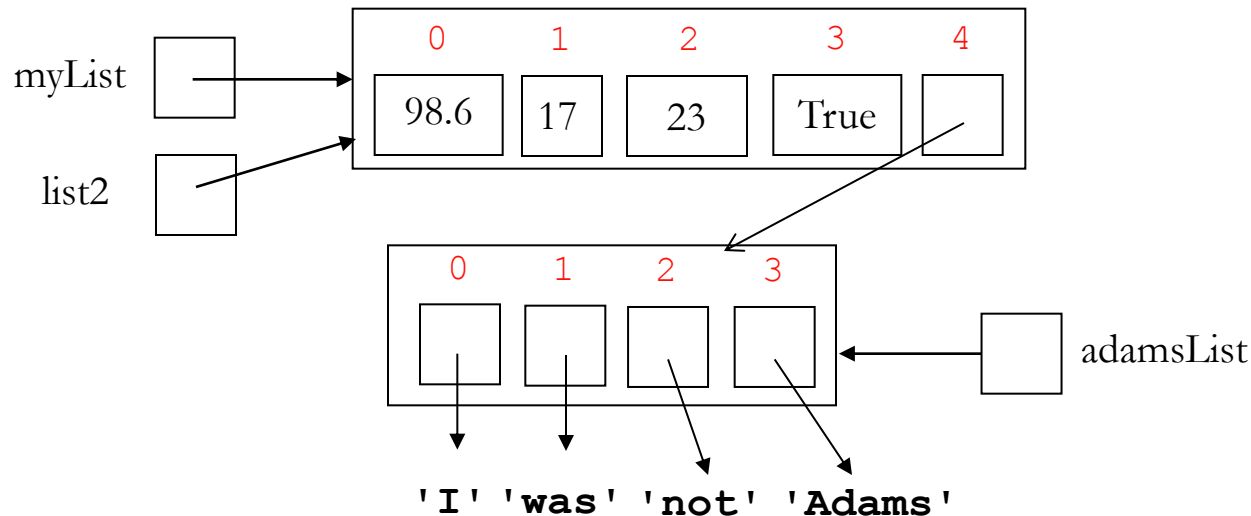 0 1 2 3 4
myList
98.6 17 23 True
list2
0 1 2 3
adamsList
'I' 'was' 'not' 'Adams'